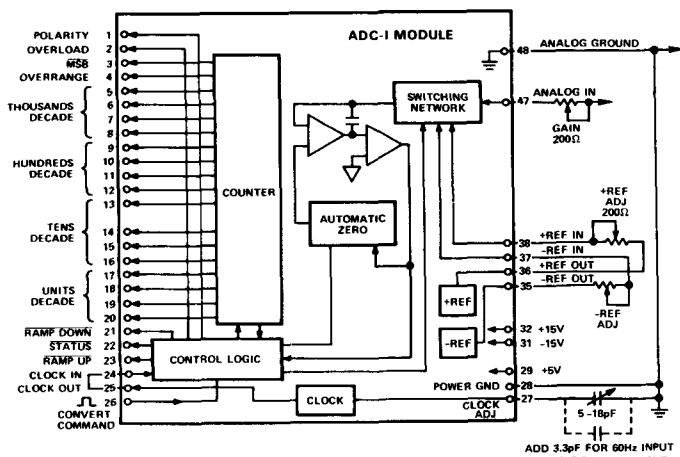 ADC-I MODULE
POLARITY 1
OVERLOAD 2
MSB 3
OVERRANGE 4
THOUSANDS DECADE
5
6
7
8
HUNDREDS DECADE
9
10
11
12
TENS DECADE
13
14
15
16
UNITS DECADE
17
18
19
20
RAMP DOWN 21
STATUS 22
RAMP UP 23
CLOCK IN 24
CLOCK OUT 25
26
CONVERT COMMAND
COUNTER
CONTROL LOGIC
AUTOMATIC ZERO
SWITCHING NETWORK
+REF
-REF
CLOCK
48 ANALOG GROUND
47 ANALOG IN
GAIN
200Ω
+REF
ADJ
200Ω
38 +REF IN
37 -REF IN
36 +REF OUT
35 -REF OUT
-REF
ADJ
32 +15V
31 -15V
29 +5V
POWER GND 28
27
CLOCK ADJ
5 -18pF
ADD 3.3pF FOR 60Hz INPUT